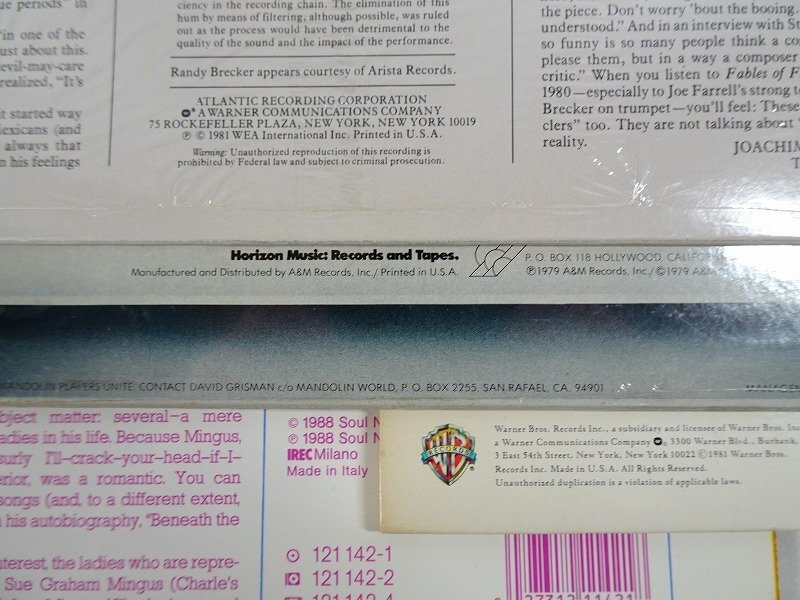 ue periods" in
"in one of the
ust about this.
evil-may-care
realized, "It's
it started way
exicans (and
always that
n his feelings
ciency in the recording chain. The elimination of this
hum by means of filtering, although possible, was ruled
out as the process would have been detrimental to the
quality of the sound and the impact of the performance.
Randy Brecker appears courtesy of Arista Records.
ATLANTIC RECORDING CORPORATION
A WARNER COMMUNICATIONS COMPANY
75 ROCKEFELLER PLAZA, NEW YORK, NEW YORK 10019
℗ © 1981 WEA International Inc. Printed in U.S.A.
Warning: Unauthorized reproduction of this recording is
prohibited by Federal law and subject to criminal prosecution.
the piece. Don't worry 'bout the booing.
understood." And in an interview with St
so funny is so many people think a co
please them, but in a way a composer
critic." When you listen to Fables of F
1980—especially to Joe Farrell's strong t
Brecker on trumpet—you'll feel: These
clers" too. They are not talking about
reality.
JOACHIM
Horizon Music: Records and Tapes.
Manufactured and Distributed by A&M Records, Inc./Printed in U.S.A.
P.O. BOX 118 HOLLYWOOD, CALIFOR
℗1979 A&M Records, Inc./©1979 A&M
MANDOLIN PLAYERS UNITE, CONTACT DAVID GRISMAN c/o MANDOLIN WORLD, P.O. BOX 2255, SAN RAFAEL, CA. 94901
MANAGEM
bject matter: several–a mere
adies in his life. Because Mingus,
surly I'll–crack–your–head–if–I–
erior, was a romantic. You can
songs (and, to a different extent,
his autobiography, "Beneath the
nterest, the ladies who are repre-
Sue Graham Mingus (Charle's
© 1988 Soul N
℗ 1988 Soul N
IREC Milano
Made in Italy
121 142-1
121 142-2
121 142-4
WB
RECORDS
Warner Bros. Records Inc., a subsidiary and licensee of Warner Bros. Inc
a Warner Communications Company, 3300 Warner Blvd., Burbank,
3 East 54th Street, New York, New York 10022 ©1981 Warner Bros.
Records Inc. Made in U.S.A. All Rights Reserved.
Unauthorized duplication is a violation of applicable laws.